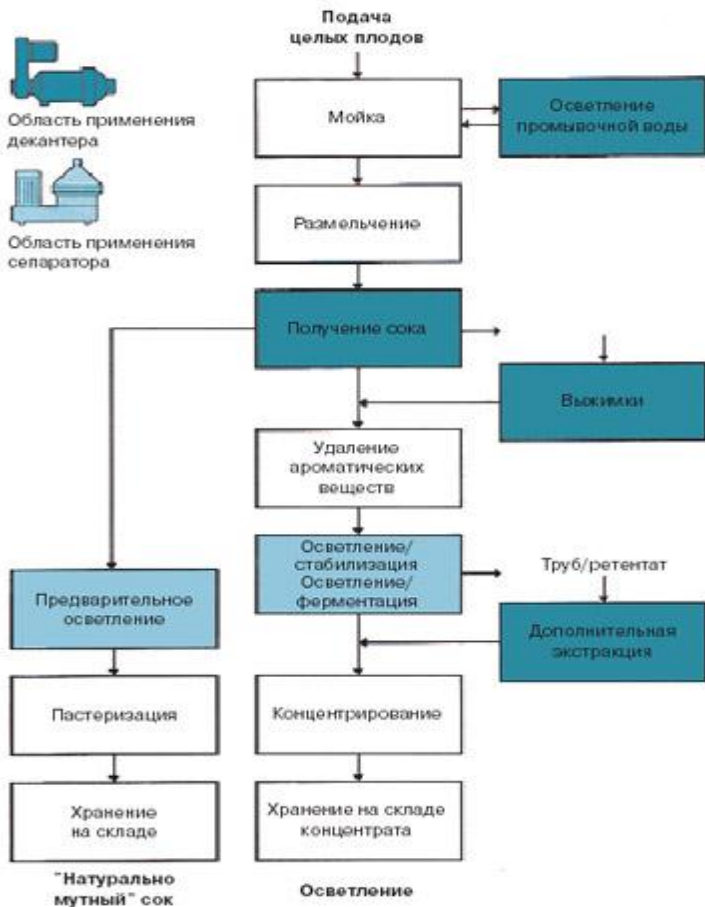 Подача
целых плодов
Область применения
декантера
Область применения
сепаратора
Мойка
Осветление
промывочной воды
Размельчение
Получение сока
Выжимки
Удаление
ароматических
веществ
Осветление/
стабилизация
Осветление/
ферментация
Труб/ретентат
Предварительное
осветление
Дополнительная
экстракция
Пастеризация
Концентрирование
Хранение
на складе
Хранение на складе
концентрата
"Натурально
мутный" сок
Осветление